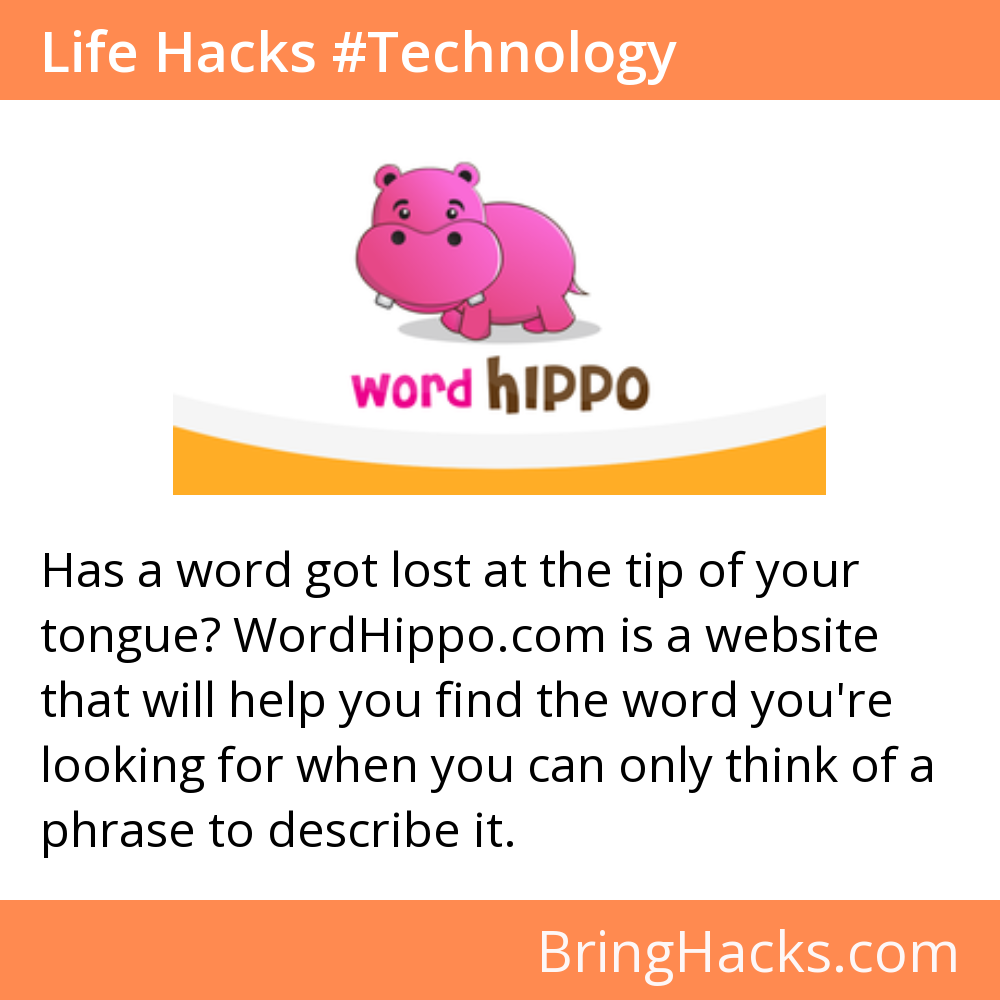 Life Hacks #Technology
word hippo
Has a word got lost at the tip of your
tongue? WordHippo.com is a website
that will help you find the word you're
looking for when you can only think of a
phrase to describe it.
BringHacks.com